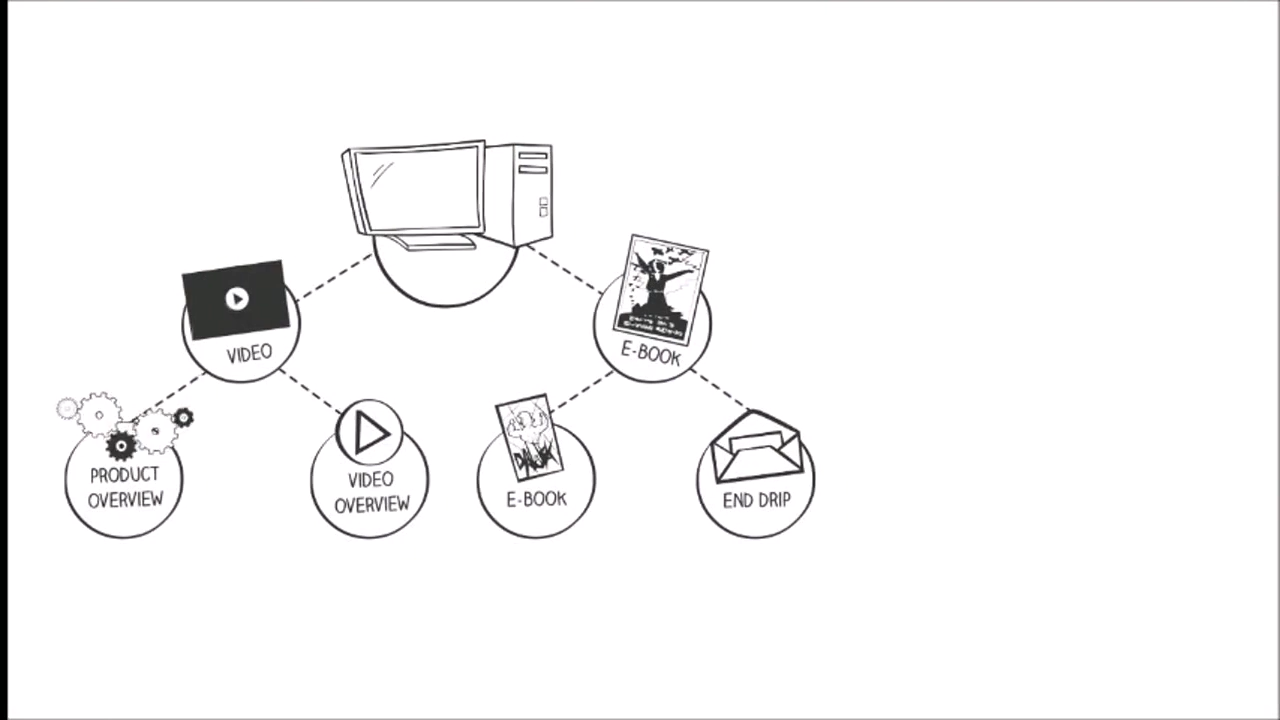 VIDEO
E-BOOK
PRODUCT
OVERVIEW
VIDEO
OVERVIEW
E-BOOK
END DRIP